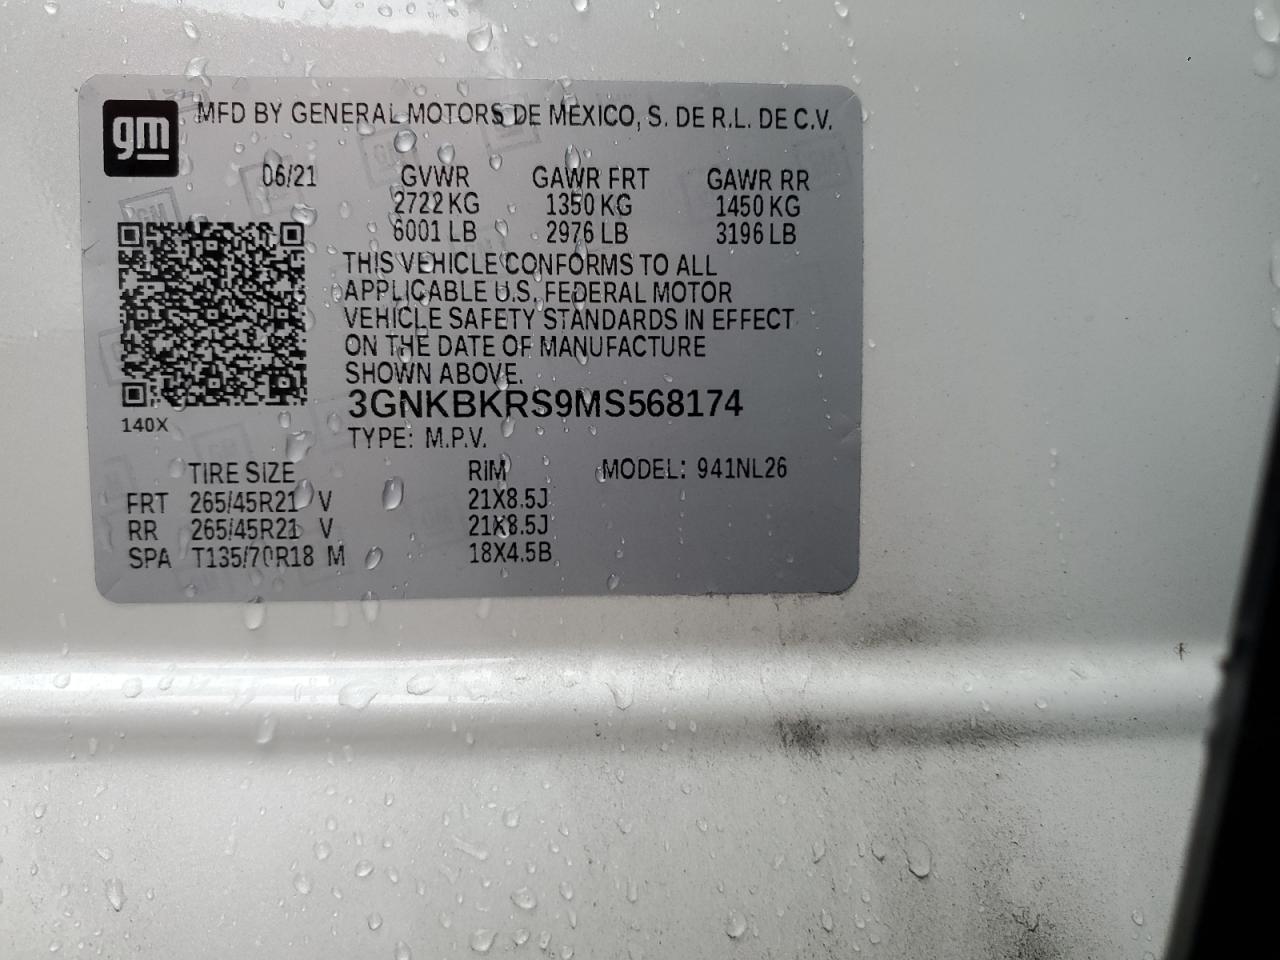 gm
MFD BY GENERAL MOTORS DE MEXICO, S. DE R.L. DE C.V.
06/21 GVWR GAWR FRT GAWR RR
2722 KG 1350 KG 1450 KG
6001 LB 2976 LB 3196 LB
THIS VEHICLE CONFORMS TO ALL
APPLICABLE U.S. FEDERAL MOTOR
VEHICLE SAFETY STANDARDS IN EFFECT
ON THE DATE OF MANUFACTURE
SHOWN ABOVE.
3GNKBKRS9MS568174
140X
TYPE: M.P.V.
TIRE SIZE RIM MODEL: 941NL26
FRT 265/45R21 V 21X8.5J
RR 265/45R21 V 21X8.5J
SPA T135/70R18 M 18X4.5B